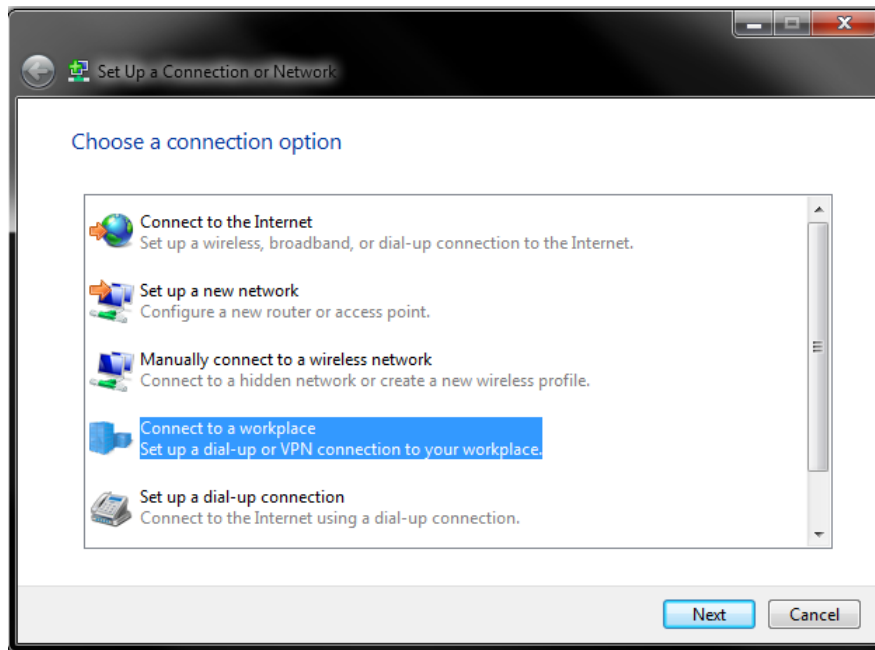 Set Up a Connection or Network
Choose a connection option
Connect to the Internet
Set up a wireless, broadband, or dial-up connection to the Internet.
Set up a new network
Configure a new router or access point.
Manually connect to a wireless network
Connect to a hidden network or create a new wireless profile.
Connect to a workplace
Set up a dial-up or VPN connection to your workplace.
Set up a dial-up connection
Connect to the Internet using a dial-up connection.
Next Cancel